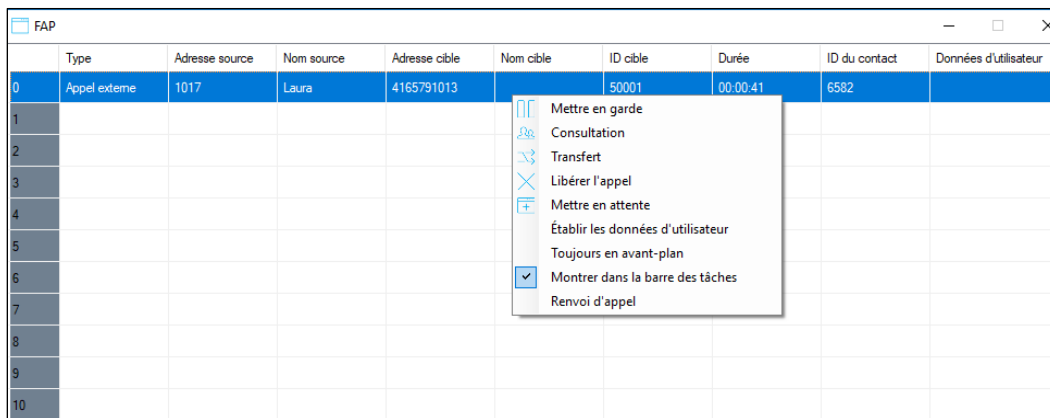 FAP
Type Adresse source Nom source Adresse cible Nom cible ID cible Durée ID du contact Données d'utilisateur
0 Appel externe 1017 Laura 4165791013 50001 00:00:41 6582
1
2
3
4
5
6
7
8
9
10
Mettre en garde
Consultation
Transfert
Libérer l'appel
Mettre en attente
Établir les données d'utilisateur
Toujours en avant-plan
Montrer dans la barre des tâches
Renvoi d'appel